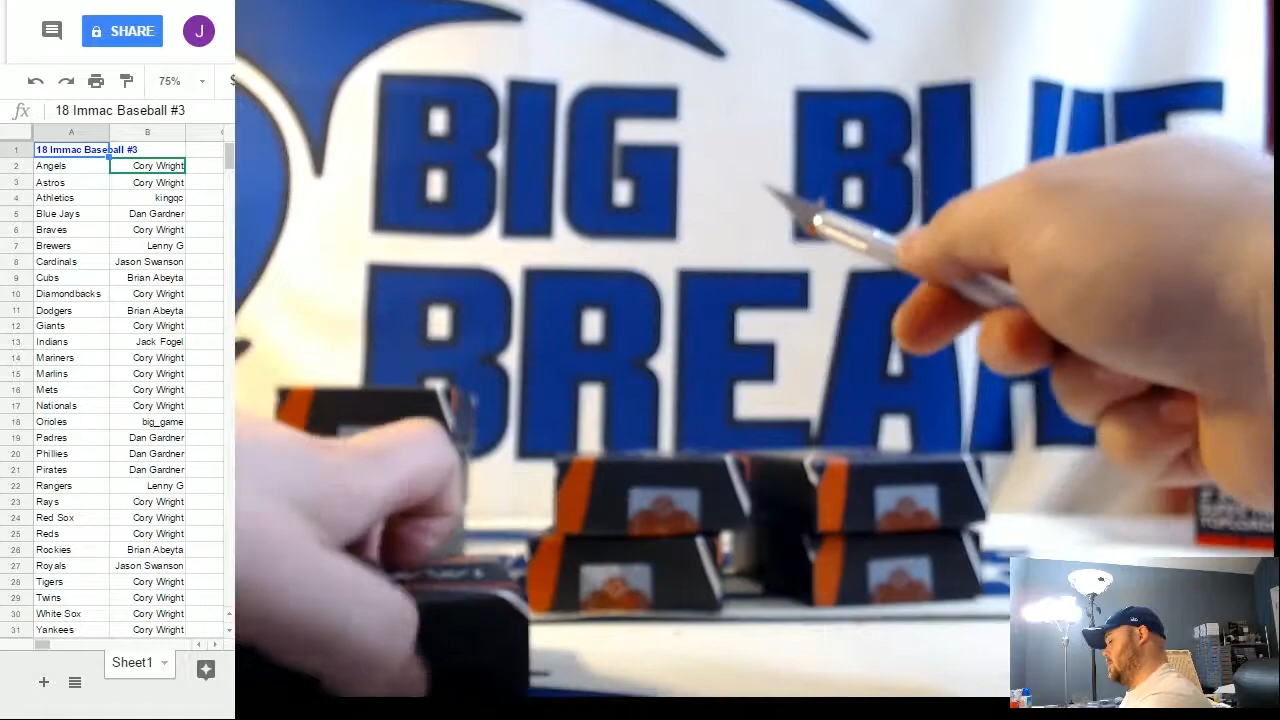 SHARE
J
75%
$
fx 18 Immac Baseball #3
A B
1 18 Immac Baseball #3
2 Angels Cory Wright
3 Astros Cory Wright
4 Athletics kingqc
5 Blue Jays Dan Gardner
6 Braves Cory Wright
7 Brewers Lenny G
8 Cardinals Jason Swanson
9 Cubs Brian Abeyta
10 Diamondbacks Cory Wright
11 Dodgers Brian Abeyta
12 Giants Cory Wright
13 Indians Jack Fogel
14 Mariners Cory Wright
15 Marlins Cory Wright
16 Mets Cory Wright
17 Nationals Cory Wright
18 Orioles big_game
19 Padres Dan Gardner
20 Phillies Dan Gardner
21 Pirates Dan Gardner
22 Rangers Lenny G
23 Rays Cory Wright
24 Red Sox Cory Wright
25 Reds Cory Wright
26 Rockies Brian Abeyta
27 Royals Jason Swanson
28 Tigers Cory Wright
29 Twins Cory Wright
30 White Sox Cory Wright
31 Yankees Cory Wright
Sheet1
BIG BLUE
BREAK